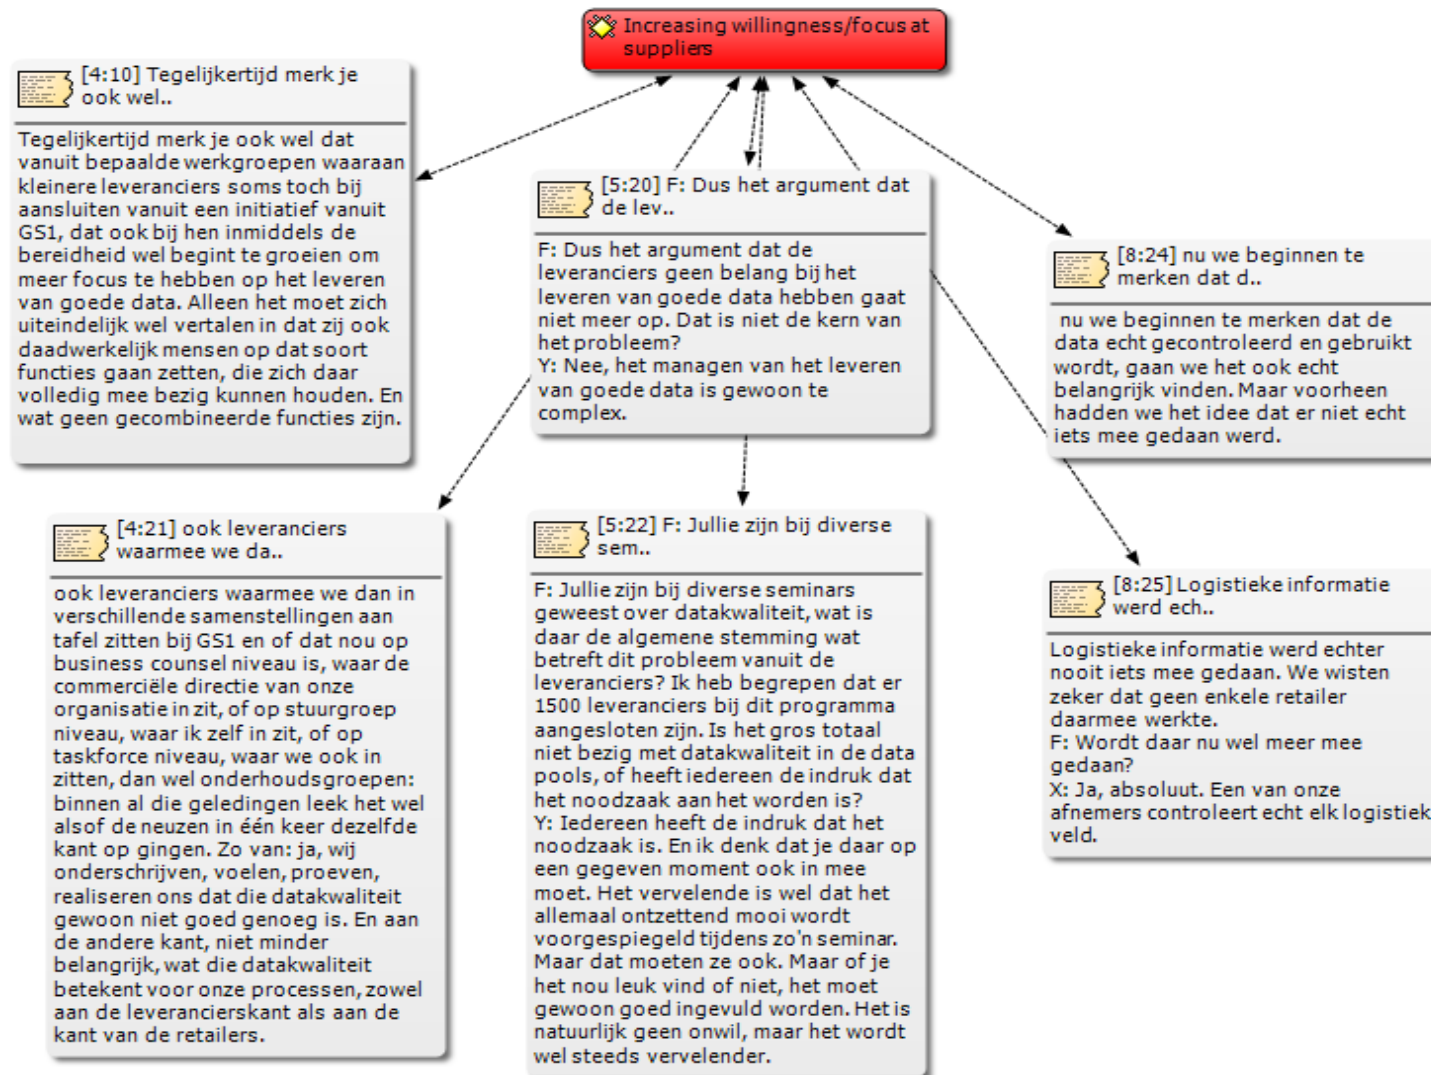 Increasing willingness/focus at
suppliers
[4:10] Tegelijkertijd merk je
ook wel..
Tegelijkertijd merk je ook wel dat
vanuit bepaalde werkgroepen waaraan
kleinere leveranciers soms toch bij
aansluiten vanuit een initiatief vanuit
GS1, dat ook bij hen inmiddels de
bereidheid wel begint te groeien om
meer focus te hebben op het leveren
van goede data. Alleen het moet zich
uiteindelijk wel vertalen in dat zij ook
daadwerkelijk mensen op dat soort
functies gaan zetten, die zich daar
volledig mee bezig kunnen houden. En
wat geen gecombineerde functies zijn.
[5:20] F: Dus het argument dat
de lev..
F: Dus het argument dat de
leveranciers geen belang bij het
leveren van goede data hebben gaat
niet meer op. Dat is niet de kern van
het probleem?
Y: Nee, het managen van het leveren
van goede data is gewoon te
complex.
[8:24] nu we beginnen te
merken dat d..
nu we beginnen te merken dat de
data echt gecontroleerd en gebruikt
wordt, gaan we het ook echt
belangrijk vinden. Maar voorheen
hadden we het idee dat er niet echt
iets mee gedaan werd.
[4:21] ook leveranciers
waarmee we da..
ook leveranciers waarmee we dan in
verschillende samenstellingen aan
tafel zitten bij GS1 en of dat nou op
business counsel niveau is, waar de
commerciële directie van onze
organisatie in zit, of op stuurgroep
niveau, waar ik zelf in zit, of op
taskforce niveau, waar we ook in
zitten, dan wel onderhoudsgroepen:
binnen al die geledingen leek het wel
alsof de neuzen in één keer dezelfde
kant op gingen. Zo van: ja, wij
onderschrijven, voelen, proeven,
realiseren ons dat die datakwaliteit
gewoon niet goed genoeg is. En aan
de andere kant, niet minder
belangrijk, wat die datakwaliteit
betekent voor onze processen, zowel
aan de leverancierskant als aan de
kant van de retailers.
[5:22] F: Jullie zijn bij diverse
sem..
F: Jullie zijn bij diverse seminars
geweest over datakwaliteit, wat is
daar de algemene stemming wat
betreft dit probleem vanuit de
leveranciers? Ik heb begrepen dat er
1500 leveranciers bij dit programma
aangesloten zijn. Is het gros totaal
niet bezig met datakwaliteit in de data
pools, of heeft iedereen de indruk dat
het noodzaak aan het worden is?
Y: Iedereen heeft de indruk dat het
noodzaak is. En ik denk dat je daar op
een gegeven moment ook in mee
moet. Het vervelende is wel dat het
allemaal ontzettend mooi wordt
voorgespiegeld tijdens zo'n seminar.
Maar dat moeten ze ook. Maar of je
het nou leuk vind of niet, het moet
gewoon goed ingevuld worden. Het is
natuurlijk geen onwil, maar het wordt
wel steeds vervelender.
[8:25] Logistieke informatie
werd ech..
Logistieke informatie werd echter
nooit iets mee gedaan. We wisten
zeker dat geen enkele retailer
daarmee werkte.
F: Wordt daar nu wel meer mee
gedaan?
X: Ja, absoluut. Een van onze
afnemers controleert echt elk logistiek
veld.